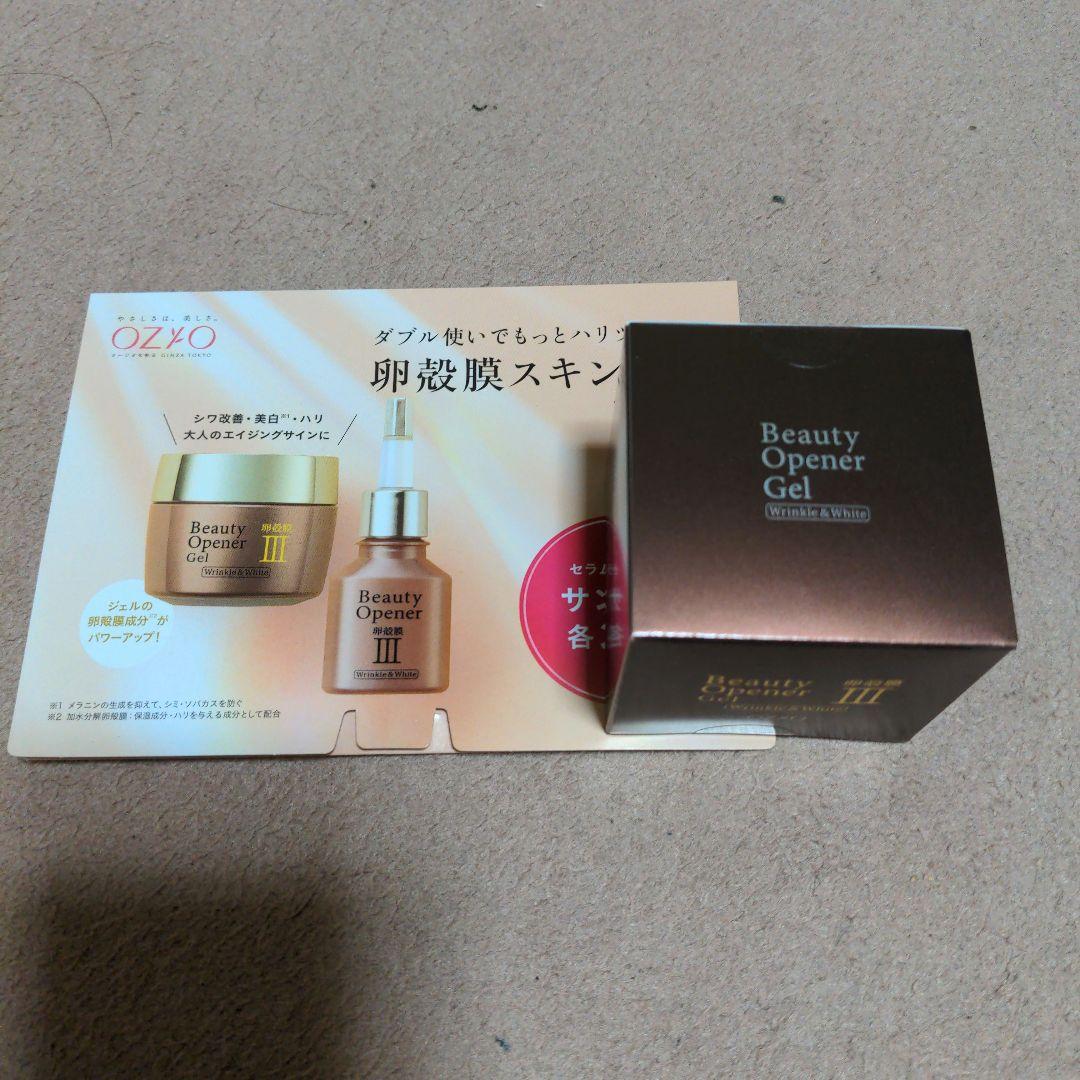 やさしさは、美しさ。
OZIO
オージオ化粧品 GINZA TOKYO
ダブル使いでもっとハリッ
卵殻膜スキン
シワ改善・美白※1・ハリ
大人のエイジングサインに
Beauty
Opener
Gel
卵殻膜
III
Wrinkle&White
ジェルの
卵殻膜成分※2が
パワーアップ!
Beauty
Opener
卵殻膜
III
Wrinkle&White
セラム
サ
各
※1 メラニンの生成を抑えて、シミ・ソバカスを防ぐ
※2 加水分解卵殻膜:保湿成分・ハリを与える成分として配合
Beauty
Opener
Gel
Wrinkle&White
Beauty
Opener
Gel
Wrinkle&White
卵殻膜
III